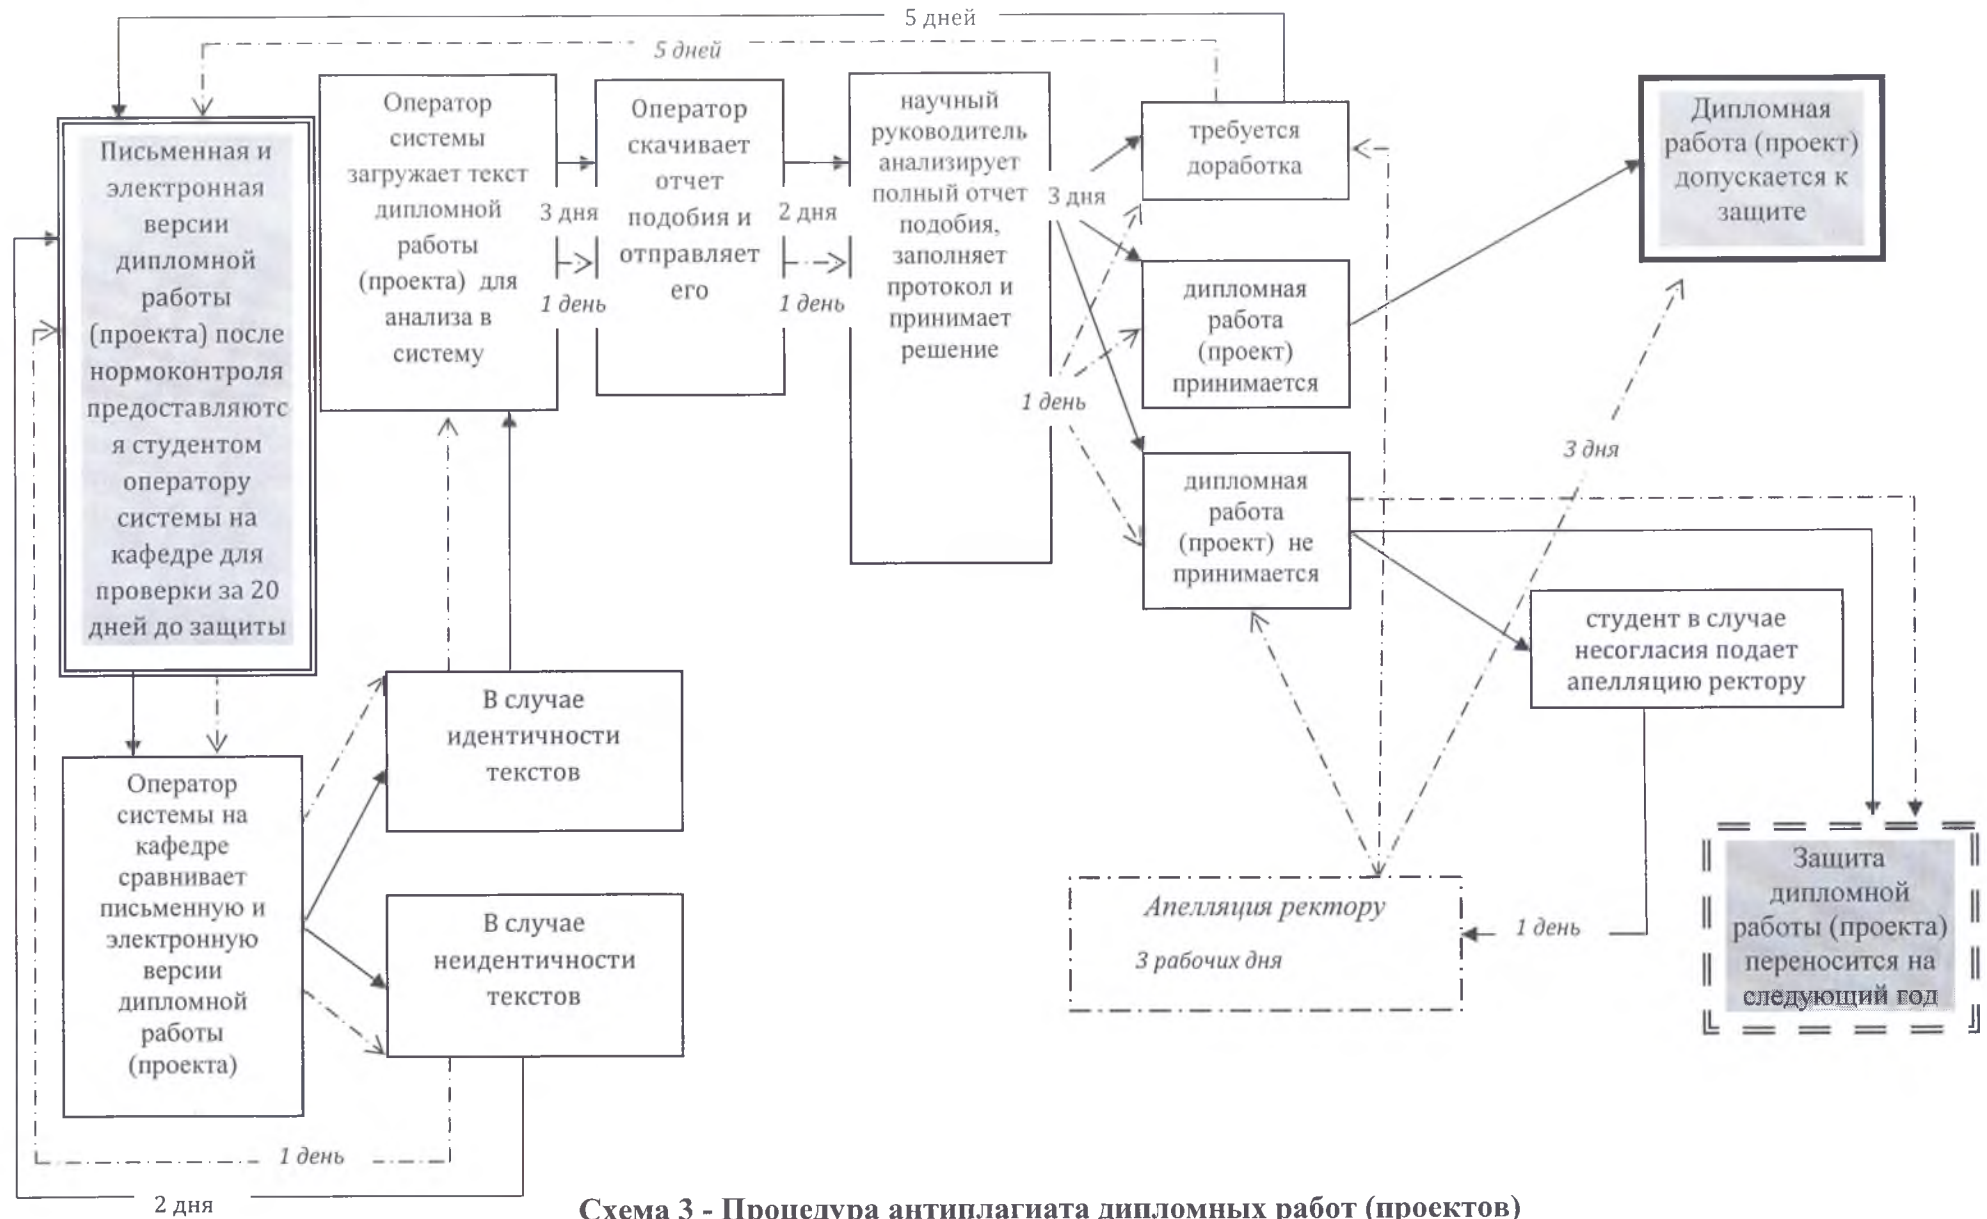 5 дней
5 дней
Письменная и
электронная
версии
дипломной
работы
(проекта) после
нормоконтроля
предоставляютс
я студентом
оператору
системы на
кафедре для
проверки за 20
дней до защиты
Оператор
системы
загружает текст
дипломной
работы
(проекта) для
анализа в
систему
3 дня
1 день
Оператор
скачивает
отчет
подобия и
отправляет
его
2 дня
1 день
научный
руководитель
анализирует
полный отчет
подобия,
заполняет
протокол и
принимает
решение
3 дня
1 день
требуется
доработка
дипломная
работа
(проект)
принимается
дипломная
работа
(проект) не
принимается
Дипломная
работа (проект)
допускается к
защите
3 дня
студент в случае
несогласия подает
апелляцию ректору
Оператор
системы на
кафедре
сравнивает
письменную и
электронную
версии
дипломной
работы
(проекта)
В случае
идентичности
текстов
В случае
неидентичности
текстов
Апелляция ректору
3 рабочих дня
1 день
Защита
дипломной
работы (проекта)
переносится на
следующий год
1 день
2 дня
Схема 3 - Процедура антиплагиата дипломных работ (проектов)